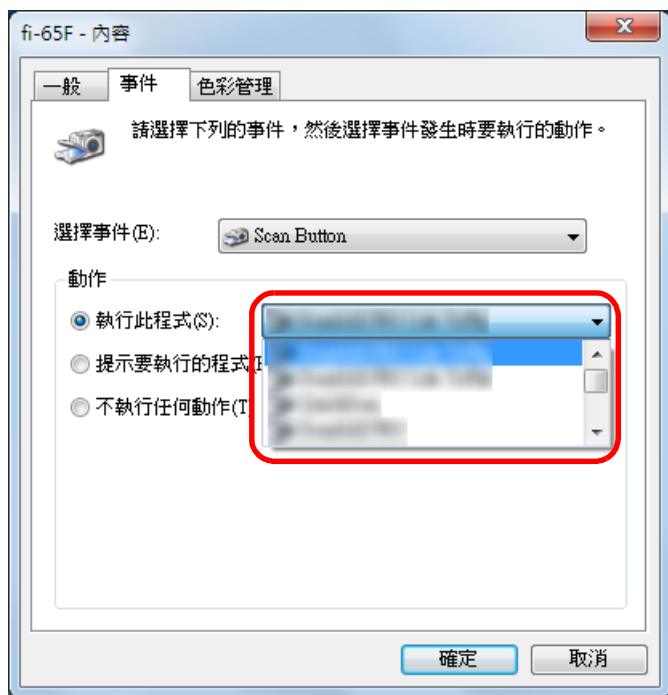 fi-65F - 內容
一般 事件 色彩管理
請選擇下列的事件，然後選擇事件發生時要執行的動作。
選擇事件(E): Scan Button
動作
執行此程式(S):
提示要執行的程式(
不執行任何動作(T
確定 取消